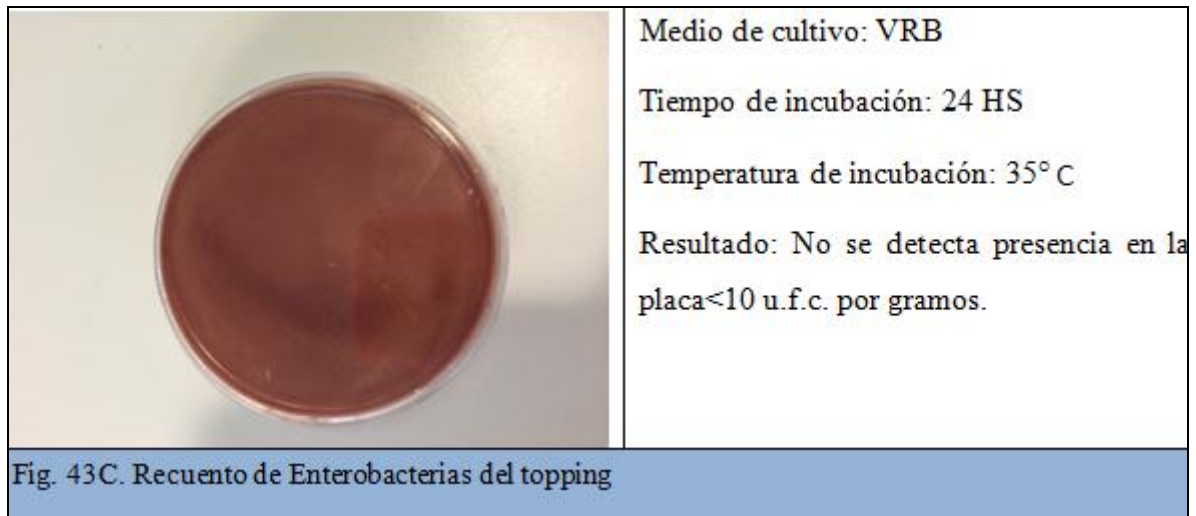 Medio de cultivo: VRB
Tiempo de incubación: 24 HS
Temperatura de incubación: 35° C
Resultado: No se detecta presencia en la
placa<10 u.f.c. por gramos.
Fig. 43C. Recuento de Enterobacterias del topping